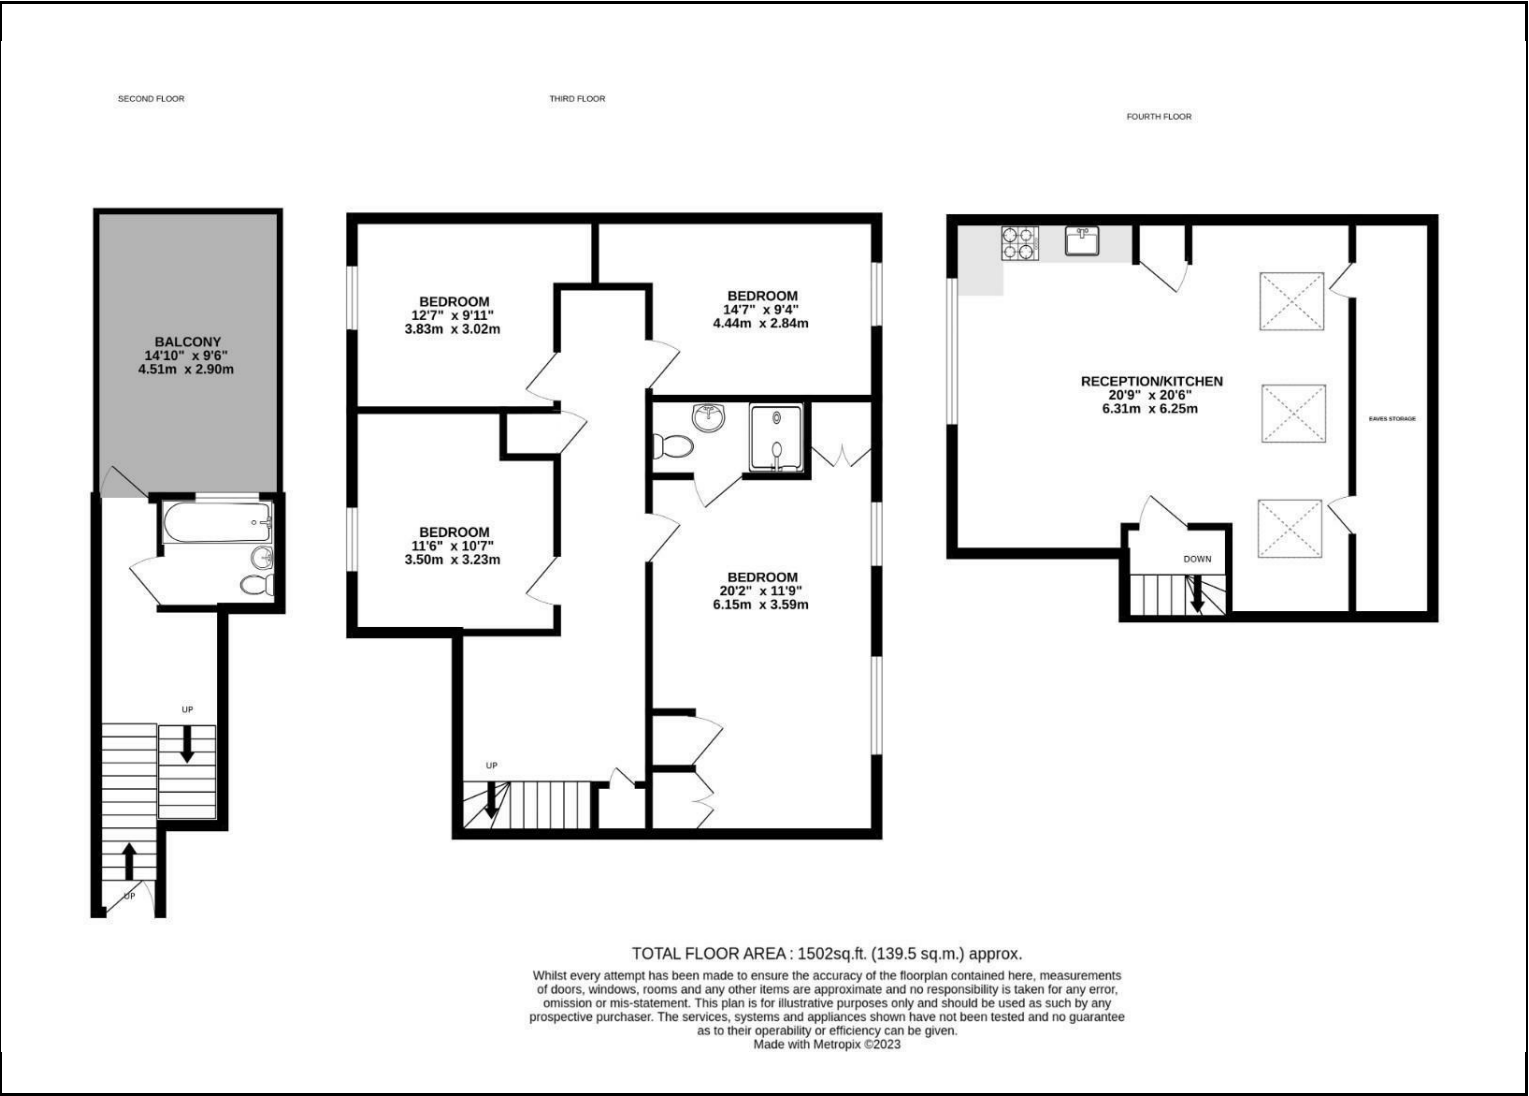 SECOND FLOOR
THIRD FLOOR
FOURTH FLOOR
BALCONY
14'10" x 9'6"
4.51m x 2.90m
UP
UP
BEDROOM
12'7" x 9'11"
3.83m x 3.02m
BEDROOM
14'7" x 9'4"
4.44m x 2.84m
BEDROOM
11'6" x 10'7"
3.50m x 3.23m
BEDROOM
20'2" x 11'9"
6.15m x 3.59m
UP
RECEPTION/KITCHEN
20'9" x 20'6"
6.31m x 6.25m
EAVES STORAGE
DOWN
TOTAL FLOOR AREA : 1502sq.ft. (139.5 sq.m.) approx.
Whilst every attempt has been made to ensure the accuracy of the floorplan contained here, measurements
of doors, windows, rooms and any other items are approximate and no responsibility is taken for any error,
omission or mis-statement. This plan is for illustrative purposes only and should be used as such by any
prospective purchaser. The services, systems and appliances shown have not been tested and no guarantee
as to their operability or efficiency can be given.
Made with Metropix ©2023